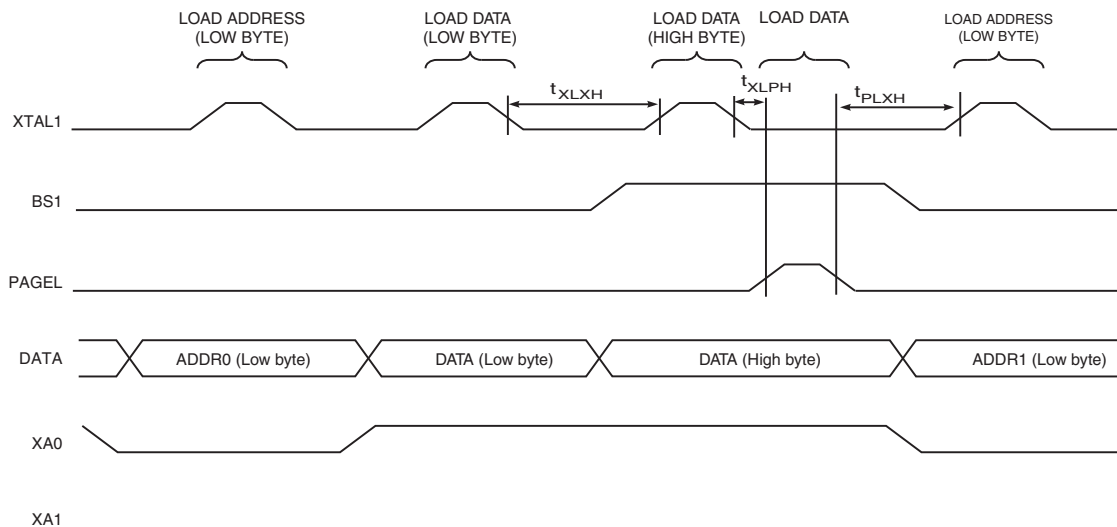 LOAD ADDRESS
(LOW BYTE)
LOAD DATA
(LOW BYTE)
LOAD DATA
(HIGH BYTE)
LOAD DATA
LOAD ADDRESS
(LOW BYTE)
tXLXH
tXLPH
tPLXH
XTAL1
BS1
PAGEL
DATA
ADDR0 (Low byte)
DATA (Low byte)
DATA (High byte)
ADDR1 (Low byte)
XA0
XA1